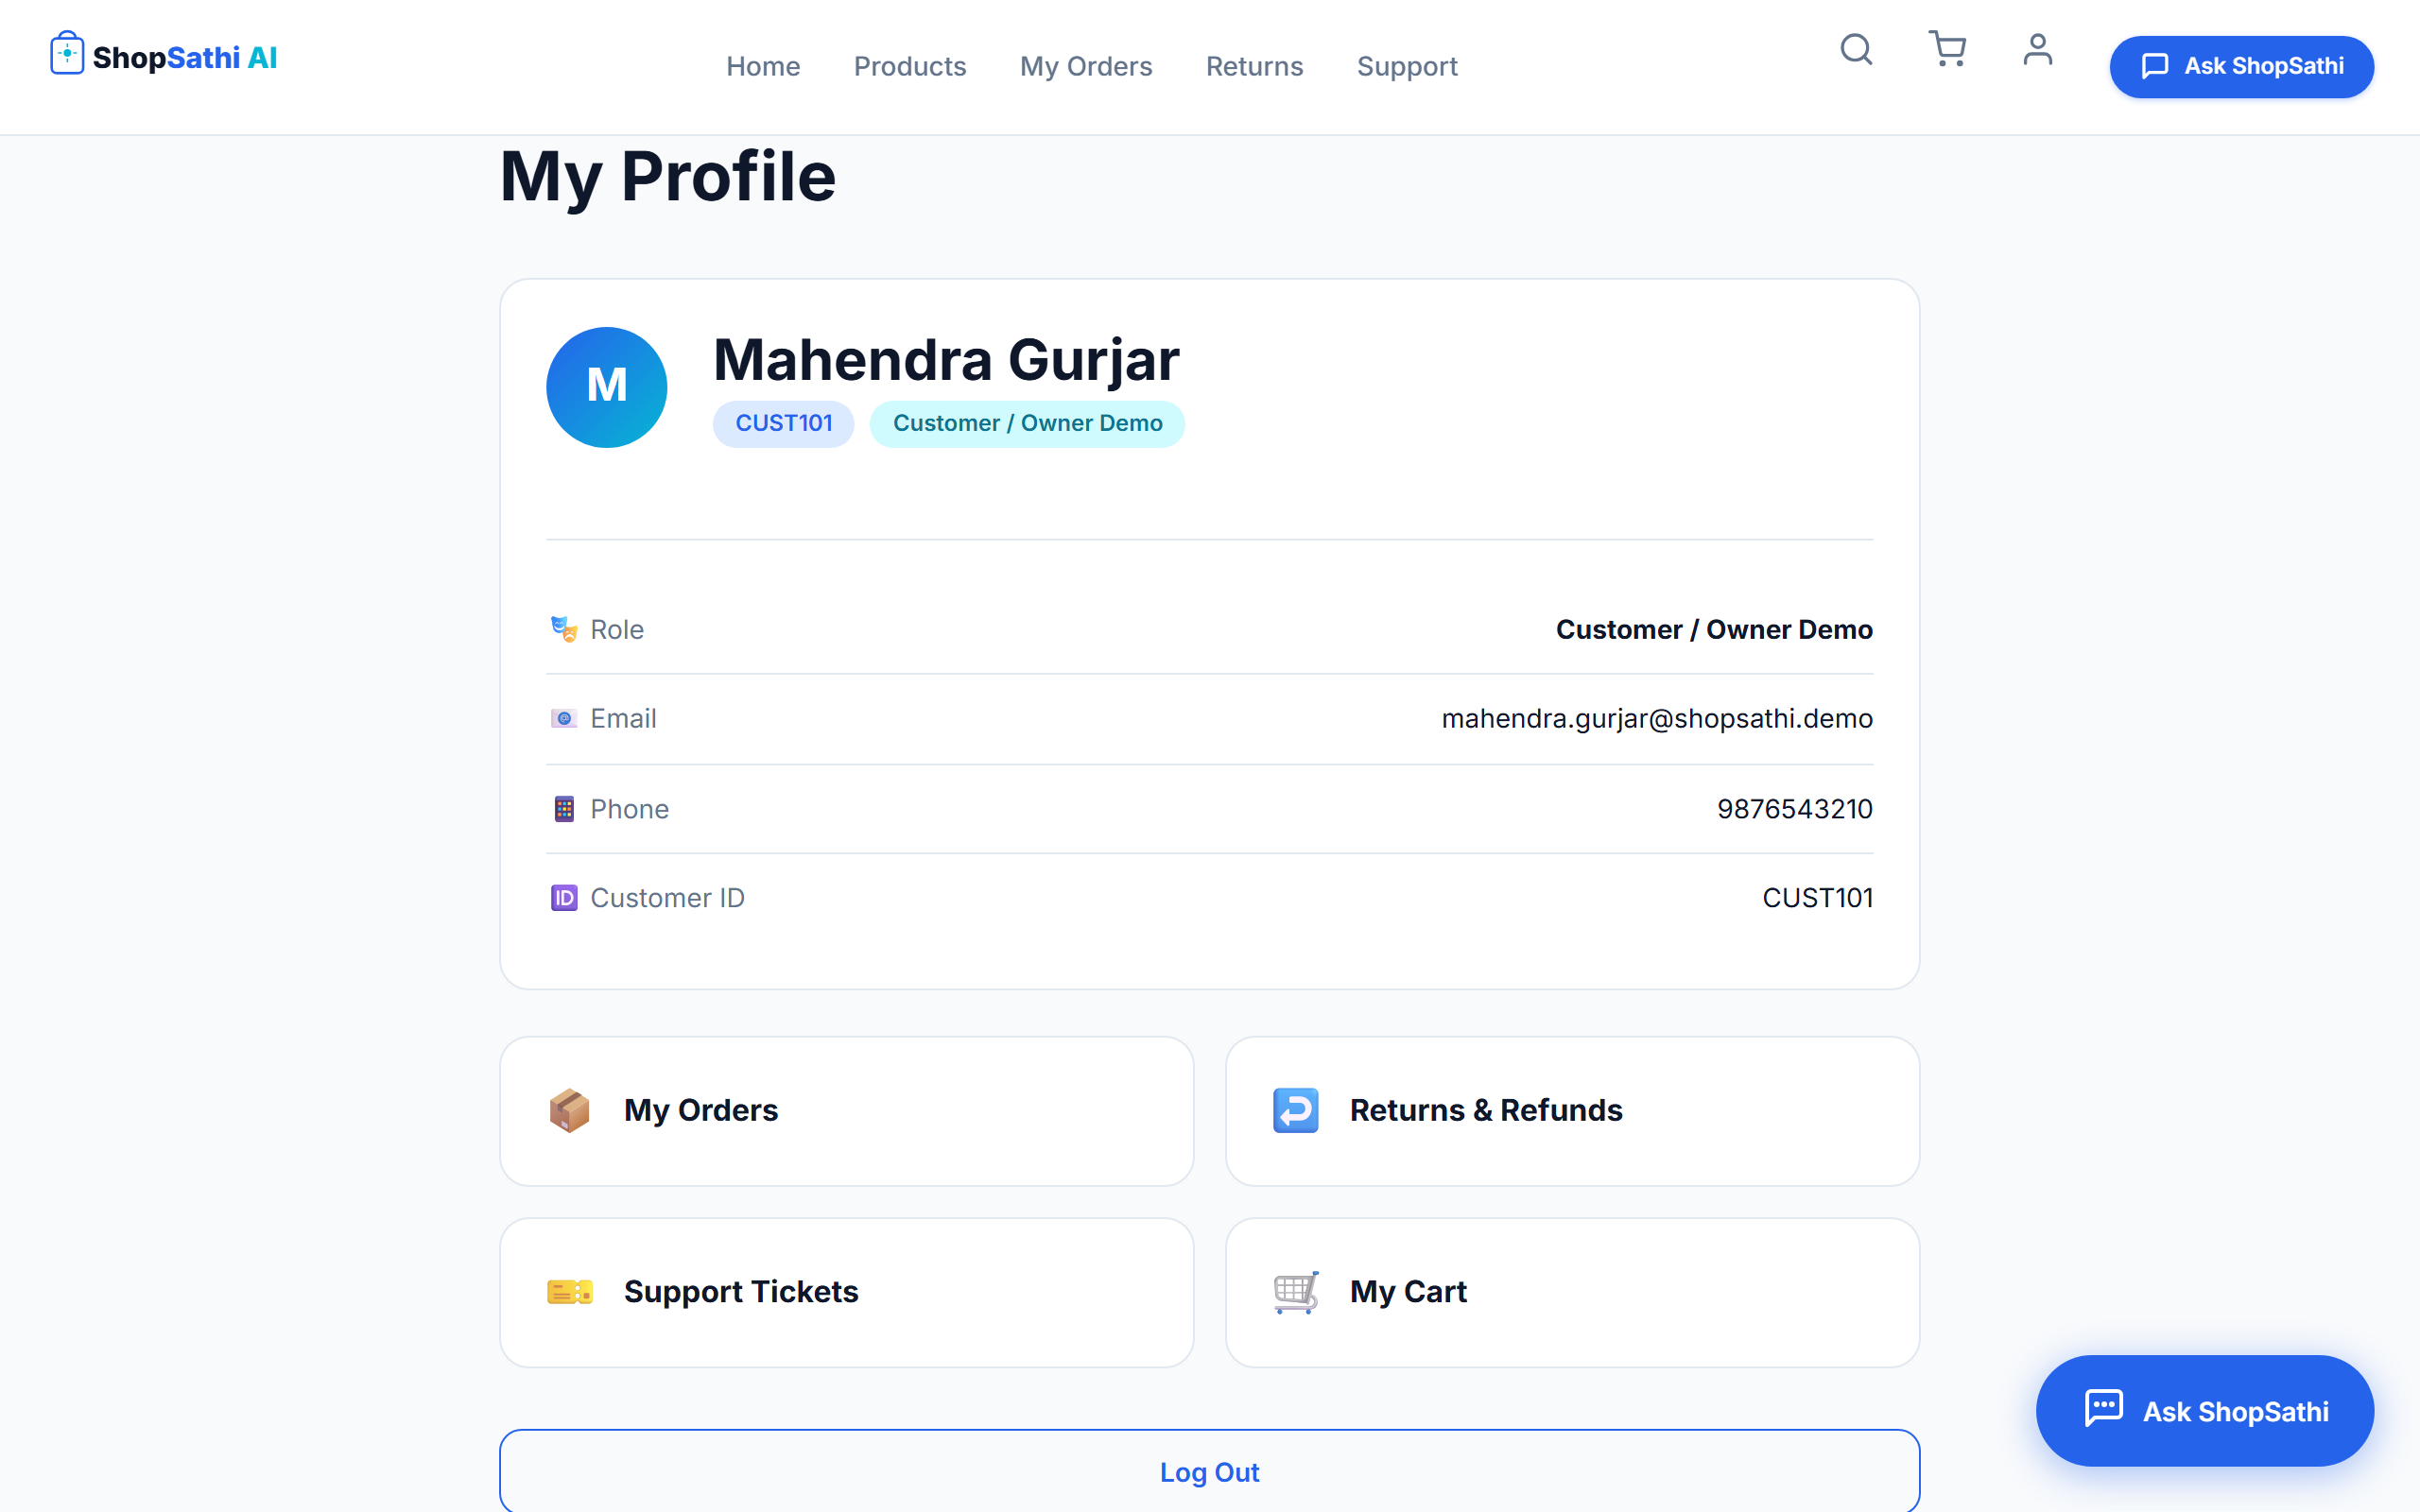 ShopSathi AI
Home Products My Orders Returns Support
Ask ShopSathi
My Profile
M
Mahendra Gurjar
CUST101 Customer / Owner Demo
Role Customer / Owner Demo
Email mahendra.gurjar@shopsathi.demo
Phone 9876543210
ID Customer ID CUST101
My Orders
Returns & Refunds
Support Tickets
My Cart
Ask ShopSathi
Log Out